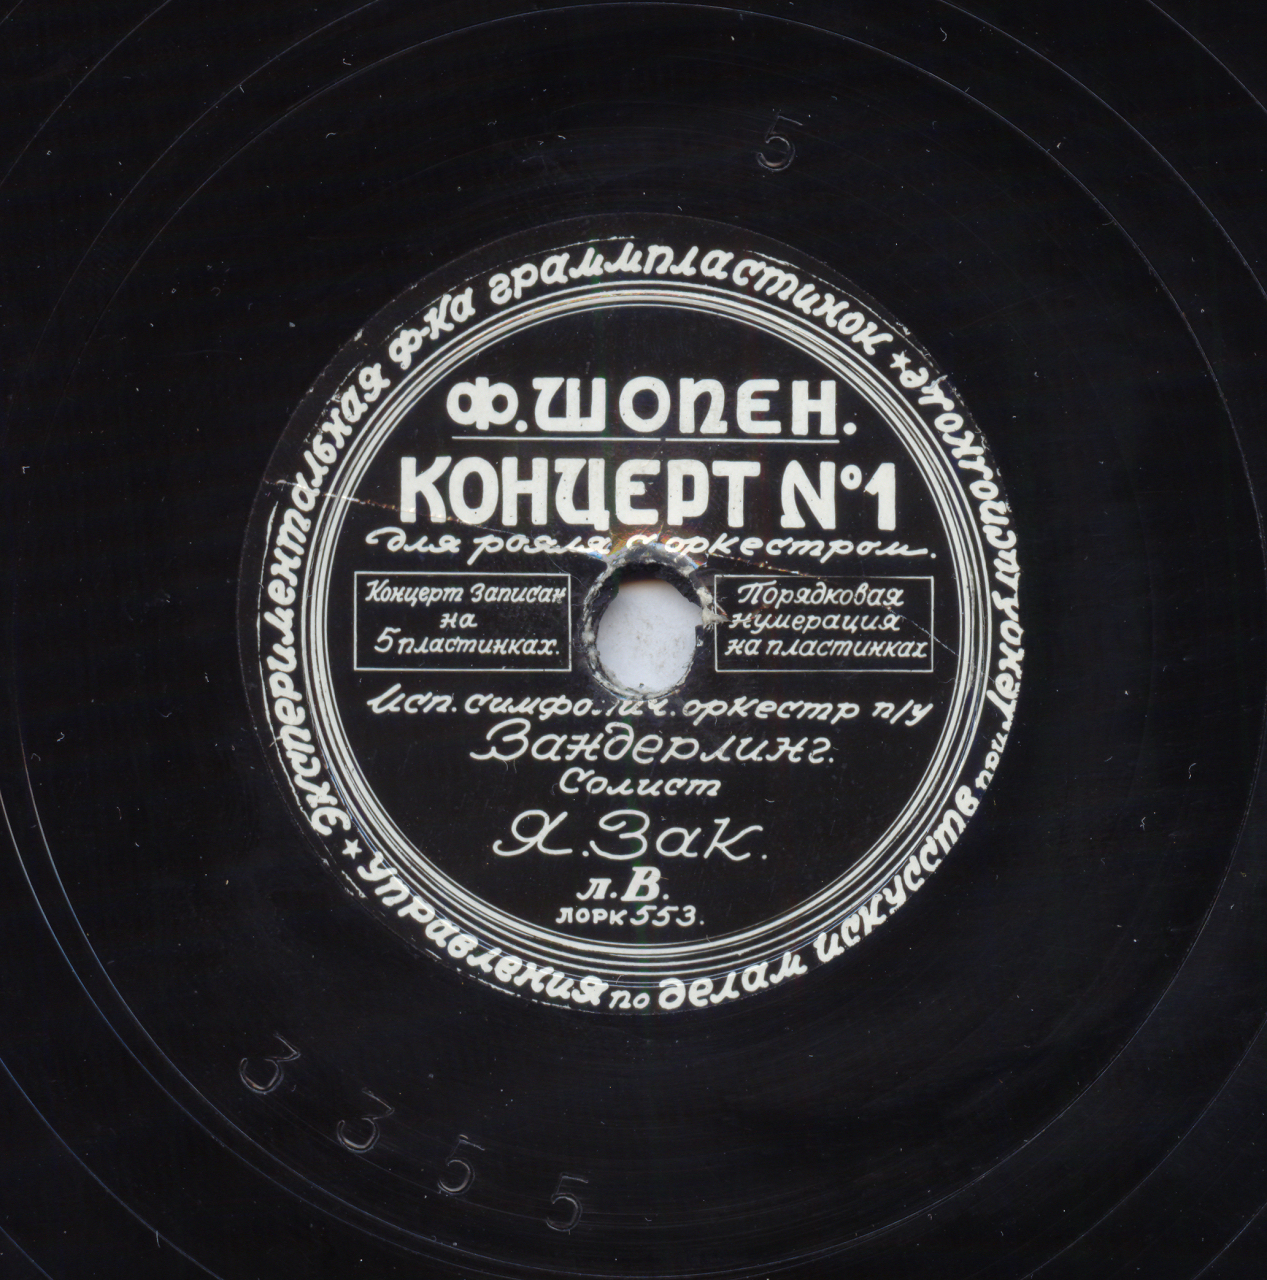 Экспериментальная ф-ка граммпластинок ★
Управления по делам искусств при
Ф. ШОПЕН.
КОНЦЕРТ №1
для рояля с оркестром.
Концерт записан
на
5 пластинках.
Порядковая
нумерация
на пластинках
Исп. симфонич. оркестр п/у
Зандерлинг.
Солист
Я. Зак.
л. В.
ЛОРК 553.
5
3355